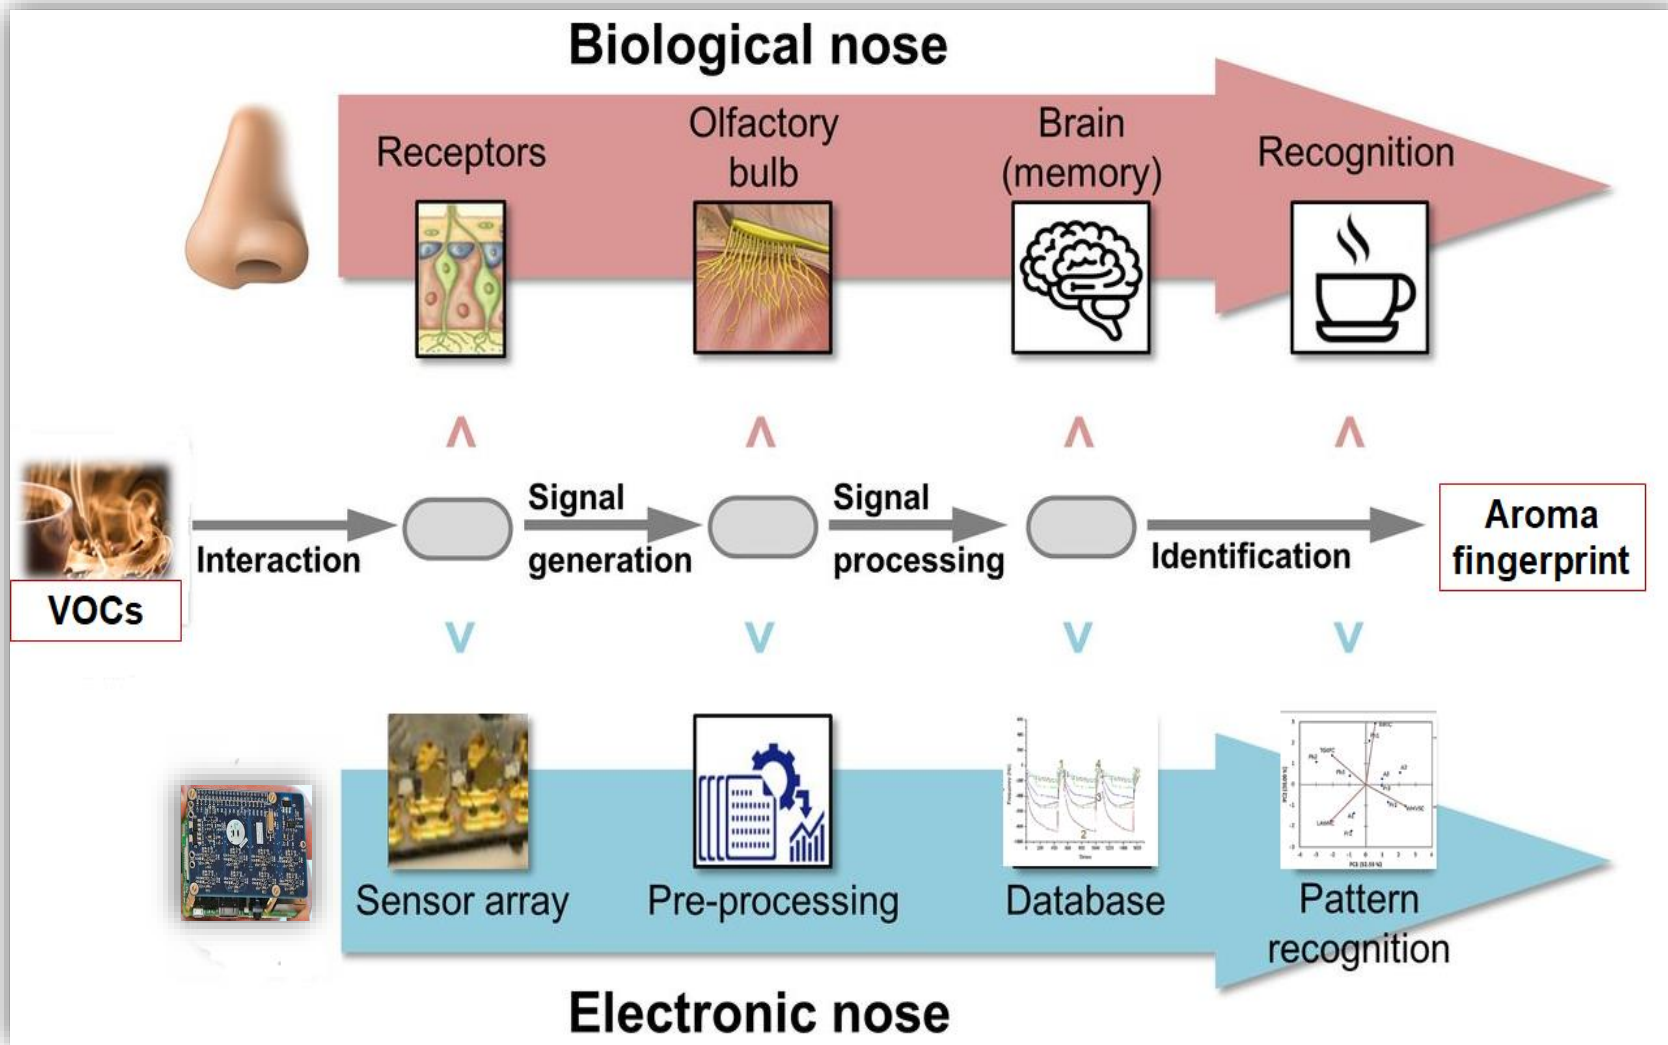 Biological nose
Receptors
Olfactory
bulb
Brain
(memory)
Recognition
VOCs
Interaction
Signal
generation
Signal
processing
Identification
Aroma
fingerprint
Sensor array
Pre-processing
Database
Pattern
recognition
Electronic nose